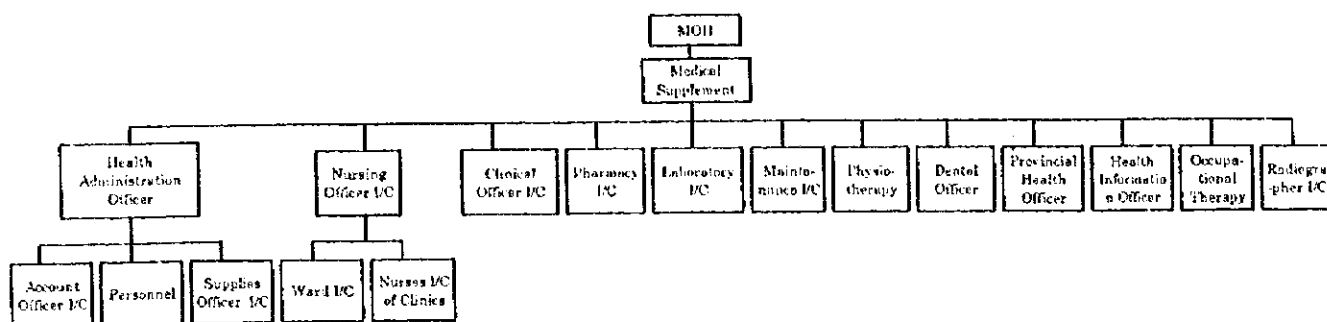 MOH
Medical
Supplement
Health
Administration
Officer
Nursing
Officer I/C
Clinical
Officer I/C
Pharmacy
I/C
Laboratory
I/C
Mainte-
nance I/C
Physio-
therapy
Dental
Officer
Provincial
Health
Officer
Health
Informatio
n Officer
Occupa-
tional
Therapy
Radiogra
-pher I/C
Account
Officer I/C
Personnel
Supplies
Officer I/C
Ward I/C
Nurses I/C
of Clinics